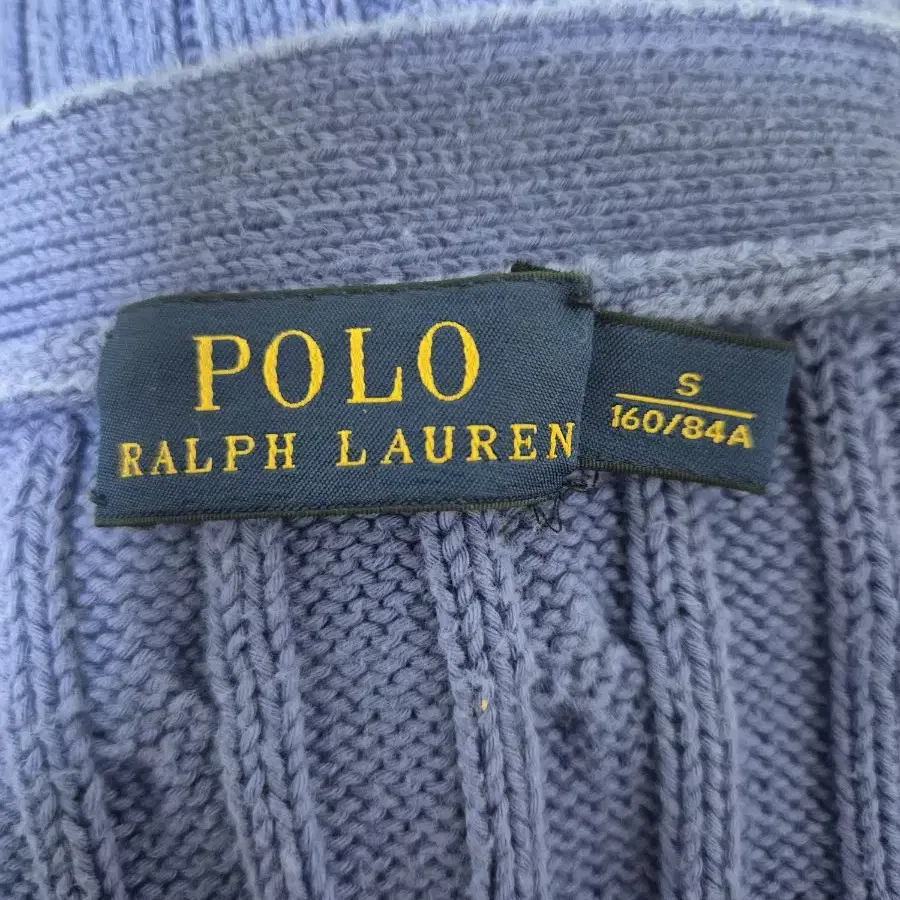 POLO
RALPH LAUREN
S
160/84A